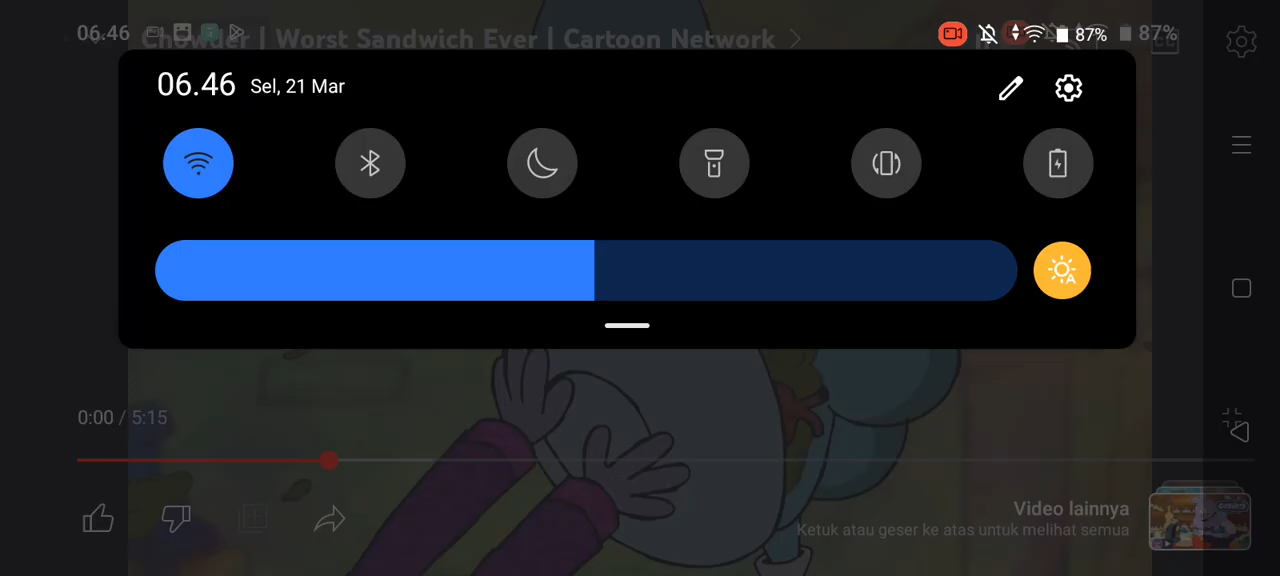 06.46
87%
87%
Chowder | Worst Sandwich Ever | Cartoon Network
06.46 Sel, 21 Mar
A
0:00 / 5:15
Video lainnya
Ketuk atau geser ke atas untuk melihat semua